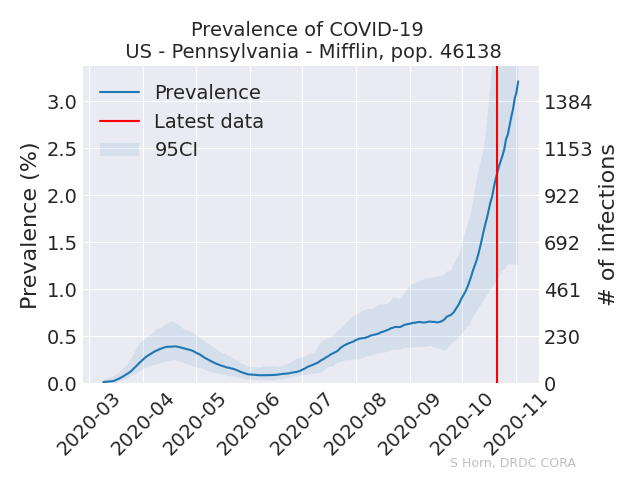 Prevalence of COVID-19
US - Pennsylvania - Mifflin, pop. 46138
Prevalence
Latest data
95CI
Prevalence (%)
3.0
2.5
2.0
1.5
1.0
0.5
0.0
1384
1153
922
692
461
230
0
# of infections
2020-03
2020-04
2020-05
2020-06
2020-07
2020-08
2020-09
2020-10
2020-11
S Horn, DRDC CORA